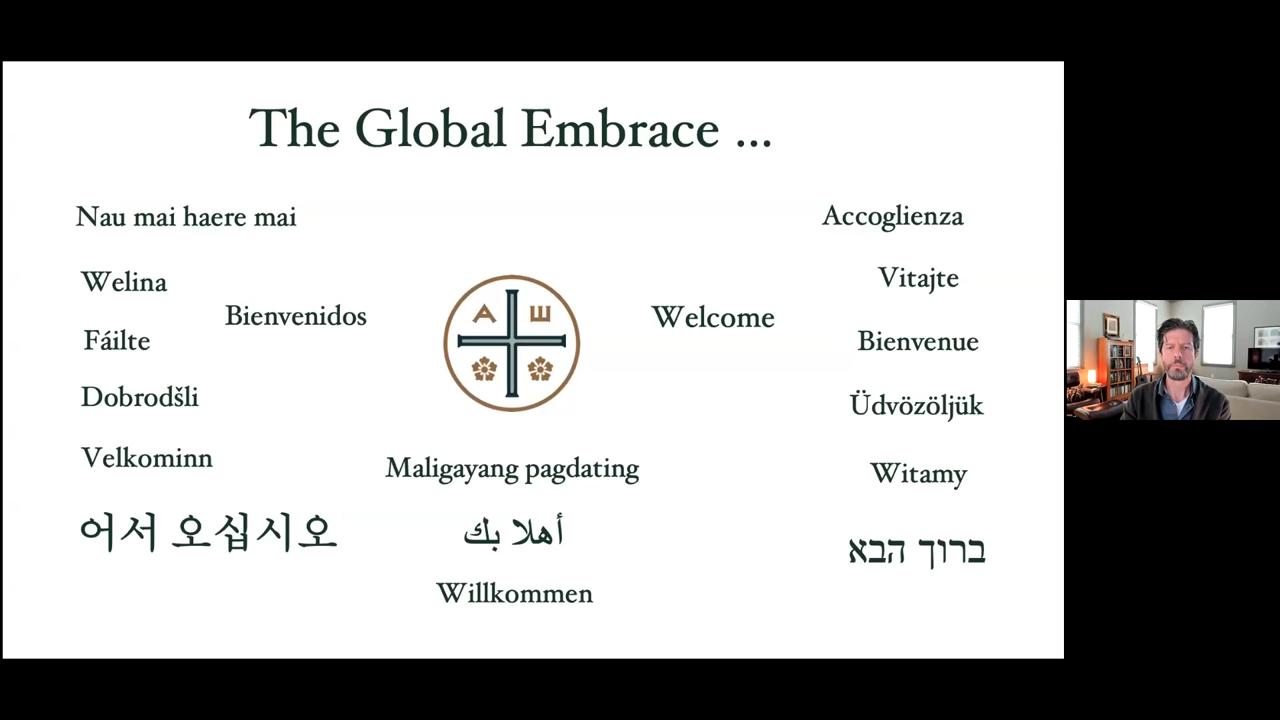 The Global Embrace ...
Nau mai haere mai
Accoglienza
Welina
Vitajte
Bienvenidos
Welcome
Fáilte
Bienvenue
Dobrodšli
Üdvözöljük
Velkominn
Maligayang pagdating
Witamy
어서 오십시오
أهلا بك
ברוך הבא
Willkommen